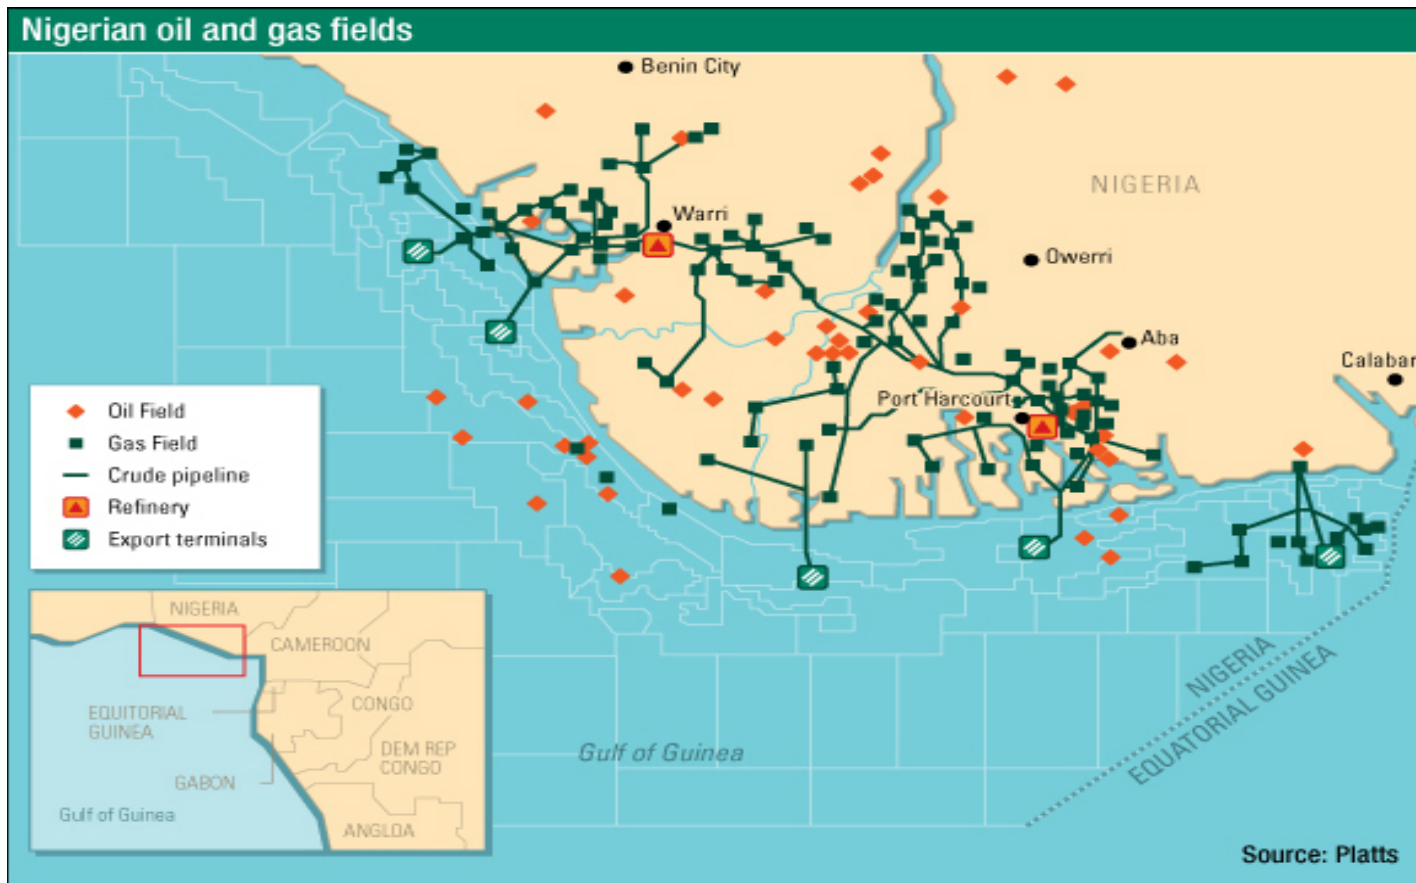 Nigerian oil and gas fields
Benin City
NIGERIA
Warri
Owerri
Aba
Calabar
Port Harcourt
Oil Field
Gas Field
Crude pipeline
Refinery
Export terminals
NIGERIA
CAMEROON
EQUITORIAL
GUINEA
CONGO
DEM REP
CONGO
GABON
Gulf of Guinea
ANGLOA
NIGERIA
EQUATORIAL GUINEA
Gulf of Guinea
Source: Platts